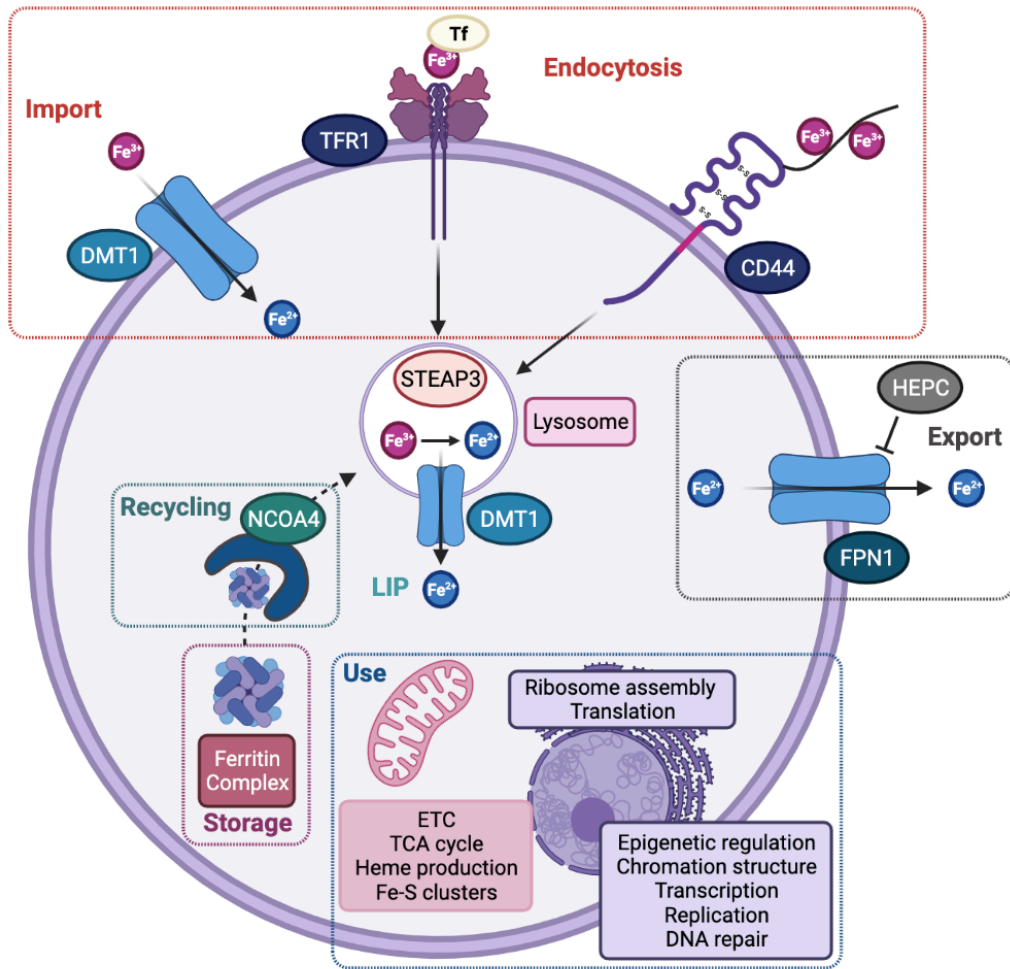 Tf
Fe³⁺
Endocytosis
Import
TFR1
Fe³⁺
Fe³⁺
Fe³⁺
S-S
S-S
S-S
DMT1
CD44
Fe²⁺
STEAP3
HEPC
Lysosome
Export
Fe³⁺
Fe²⁺
Fe²⁺
Fe²⁺
Recycling
NCOA4
DMT1
FPN1
LIP
Fe²⁺
Use
Ribosome assembly
Translation
Ferritin
Complex
Storage
ETC
TCA cycle
Heme production
Fe-S clusters
Epigenetic regulation
Chromation structure
Transcription
Replication
DNA repair